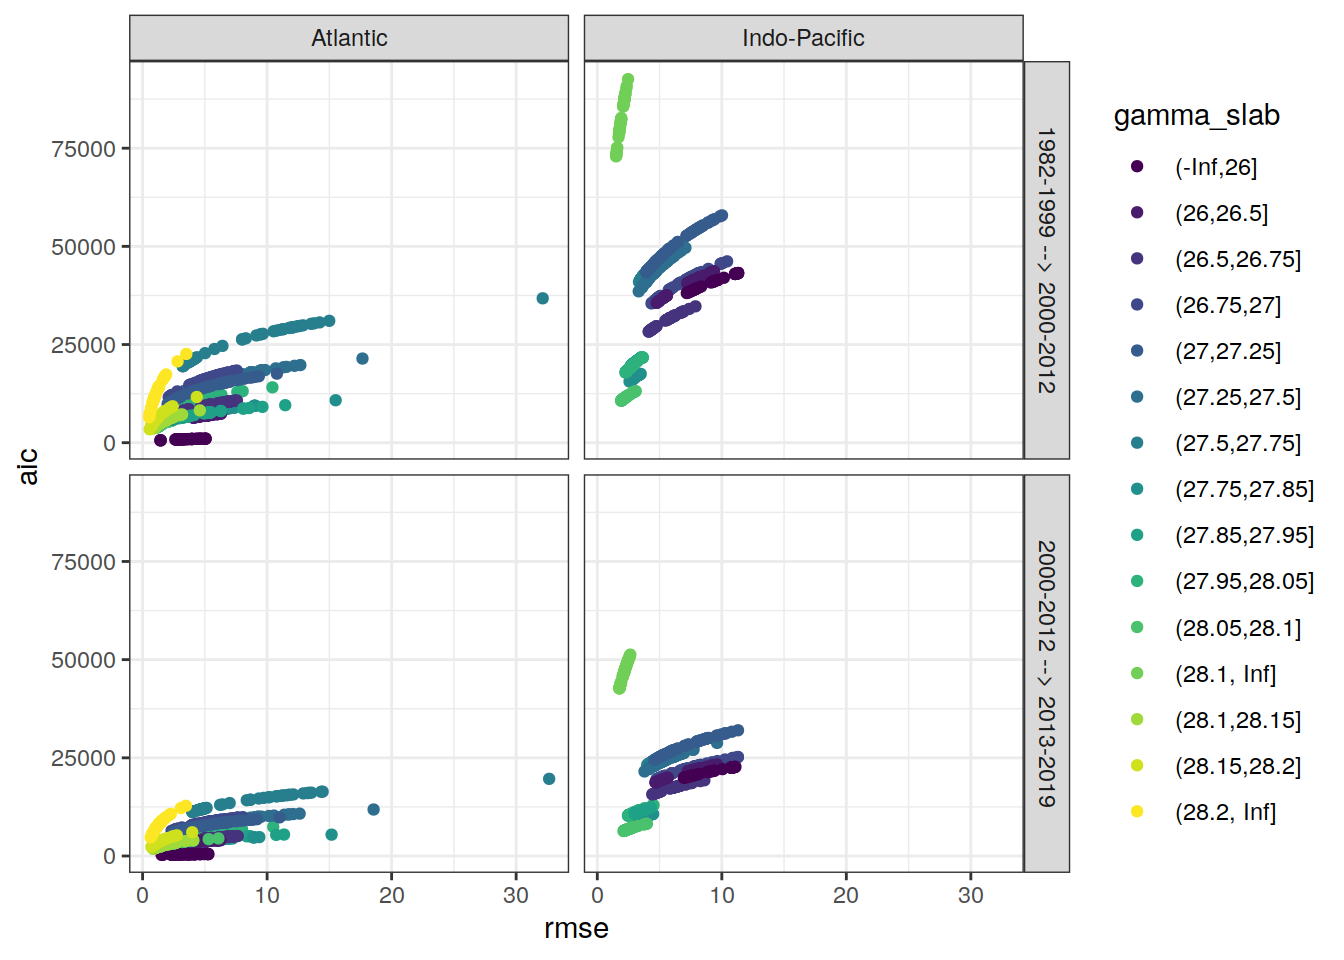 Atlantic
Indo-Pacific
75000
50000
25000
0
1982-1999 --> 2000-2012
75000
50000
25000
0
2000-2012 --> 2013-2019
0
10
20
30
0
10
20
30
rmse
aic
gamma_slab
(-Inf,26]
(26,26.5]
(26.5,26.75]
(26.75,27]
(27,27.25]
(27.25,27.5]
(27.5,27.75]
(27.75,27.85]
(27.85,27.95]
(27.95,28.05]
(28.05,28.1]
(28.1, Inf]
(28.1,28.15]
(28.15,28.2]
(28.2, Inf]